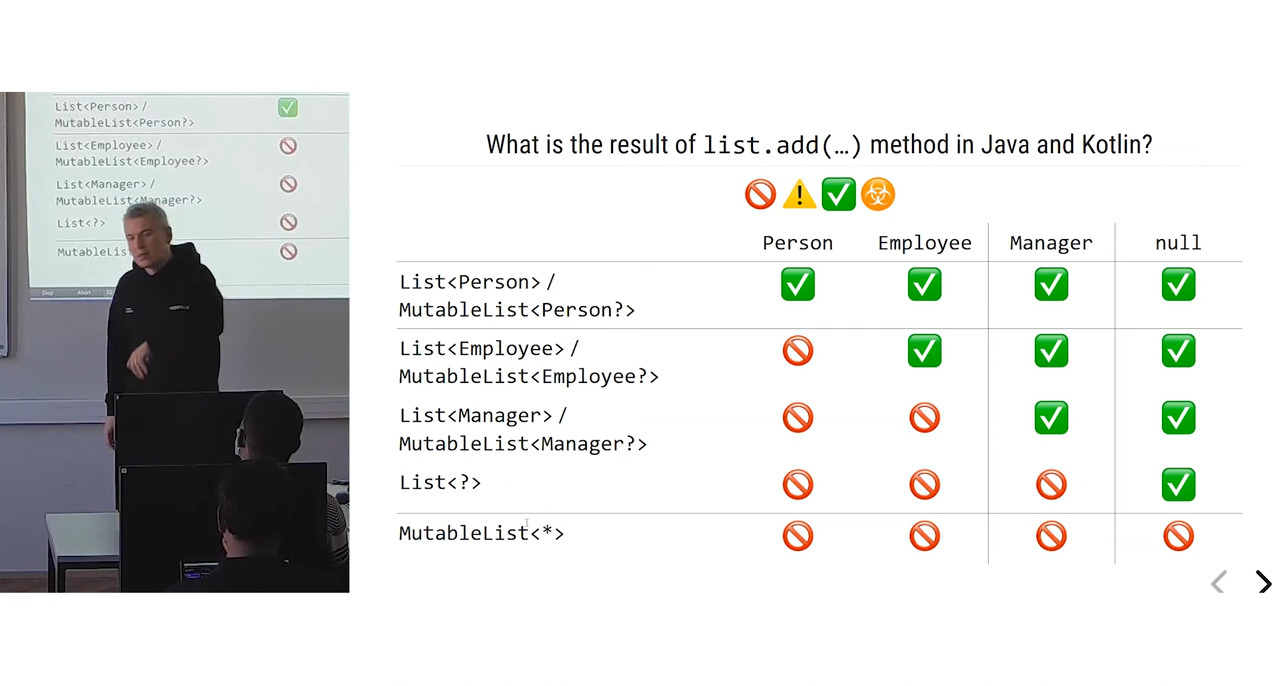 List<Person> /
MutableList<Person?>
List<Employee> /
MutableList<Employee?>
List<Manager> /
MutableList<Manager?>
List<?>
What is the result of list.add(…) method in Java and Kotlin?
Person Employee Manager null
List<Person> /
MutableList<Person?>
List<Employee> /
MutableList<Employee?>
List<Manager> /
MutableList<Manager?>
List<?>
MutableList<*>